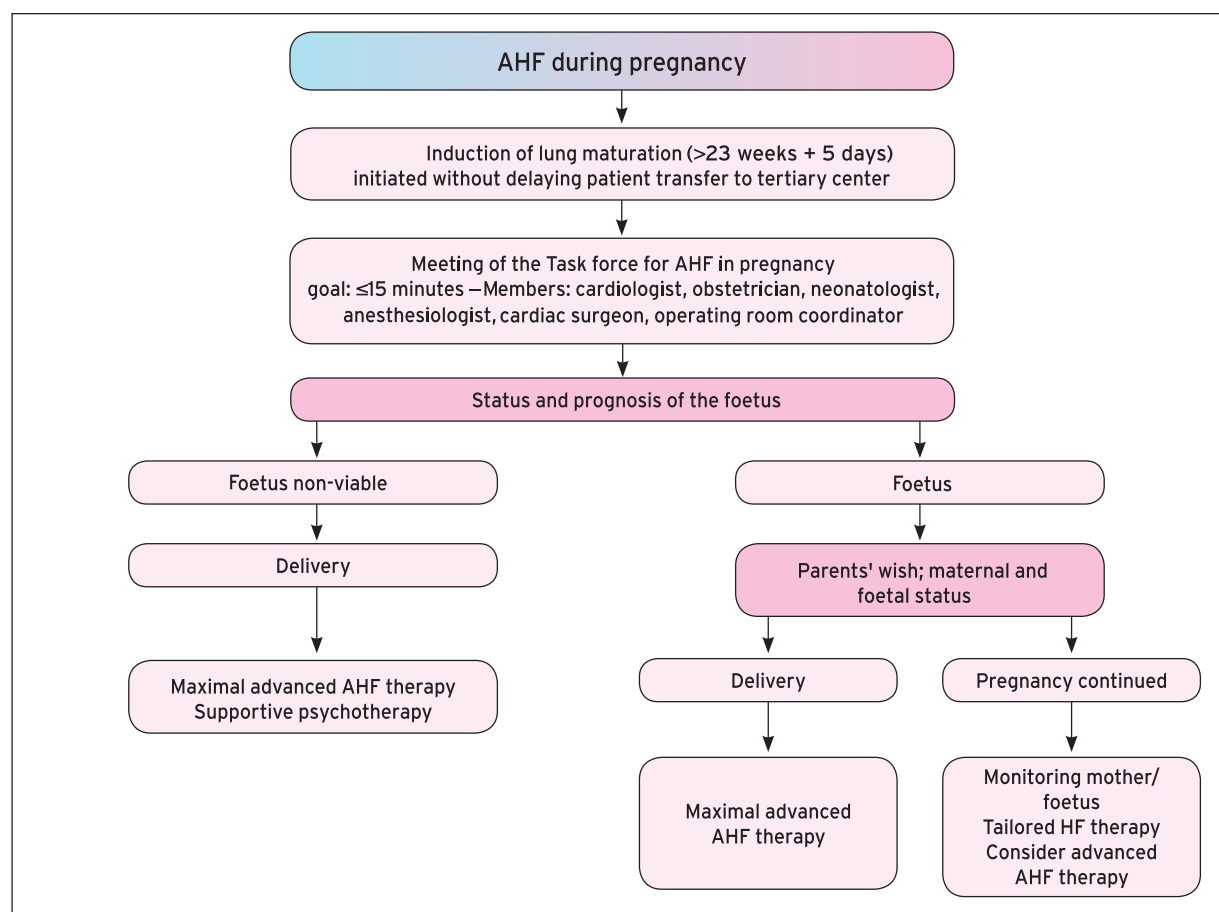 AHF during pregnancy
Induction of lung maturation (>23 weeks + 5 days)
initiated without delaying patient transfer to tertiary center
Meeting of the Task force for AHF in pregnancy
goal: ≤15 minutes —Members: cardiologist, obstetrician, neonatologist,
anesthesiologist, cardiac surgeon, operating room coordinator
Status and prognosis of the foetus
Foetus non-viable
Delivery
Maximal advanced AHF therapy
Supportive psychotherapy
Foetus
Parents' wish; maternal and
foetal status
Delivery
Maximal advanced
AHF therapy
Pregnancy continued
Monitoring mother/
foetus
Tailored HF therapy
Consider advanced
AHF therapy